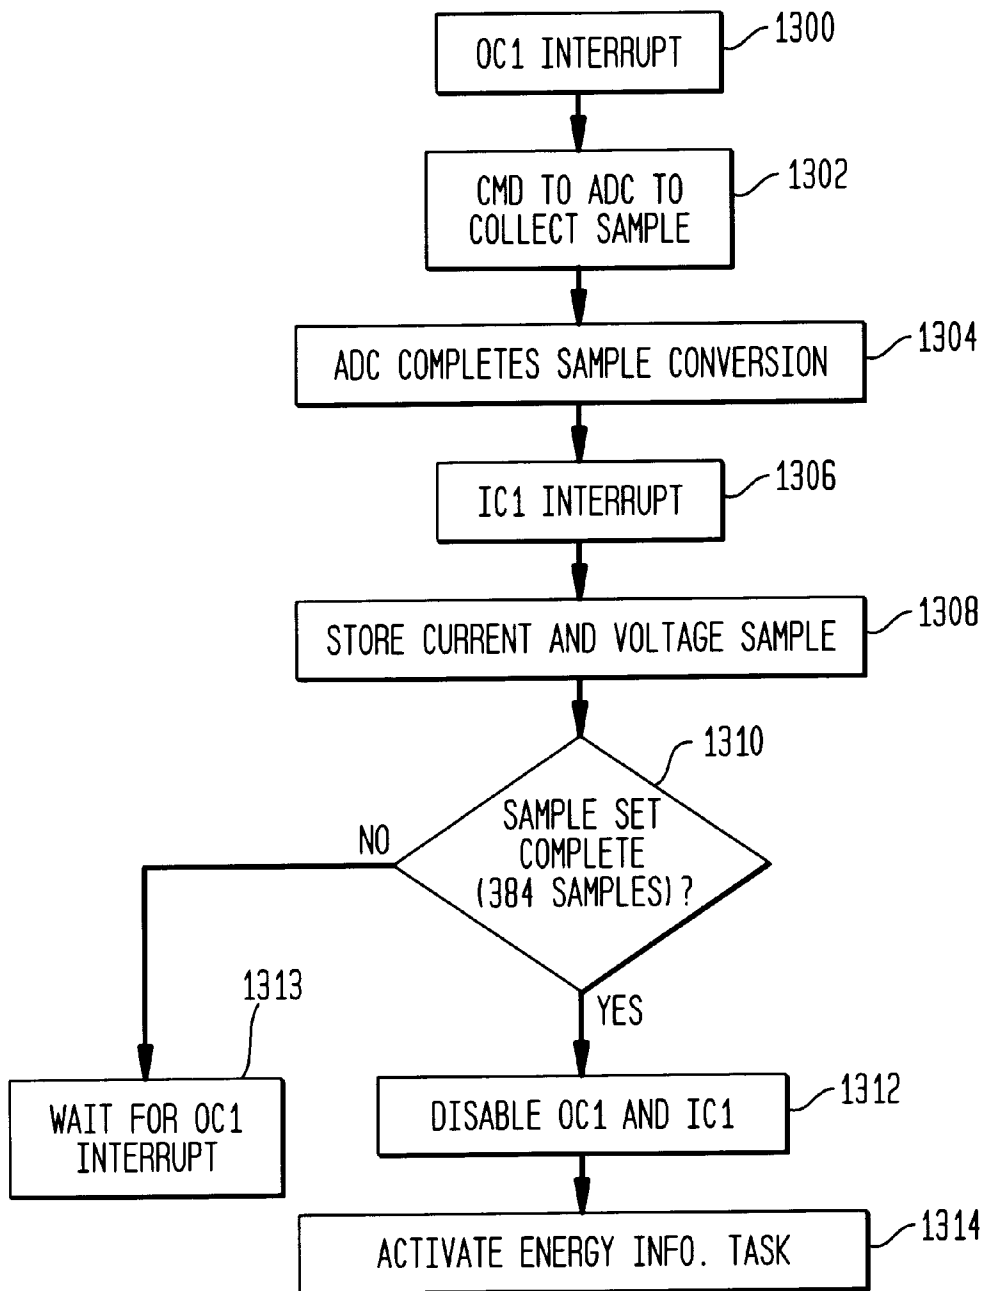 OC1 INTERRUPT
1300
CMD TO ADC TO
COLLECT SAMPLE
1302
ADC COMPLETES SAMPLE CONVERSION
1304
IC1 INTERRUPT
1306
STORE CURRENT AND VOLTAGE SAMPLE
1308
1310
SAMPLE SET
COMPLETE
(384 SAMPLES)?
NO
YES
1313
WAIT FOR OC1
INTERRUPT
DISABLE OC1 AND IC1
1312
ACTIVATE ENERGY INFO. TASK
1314